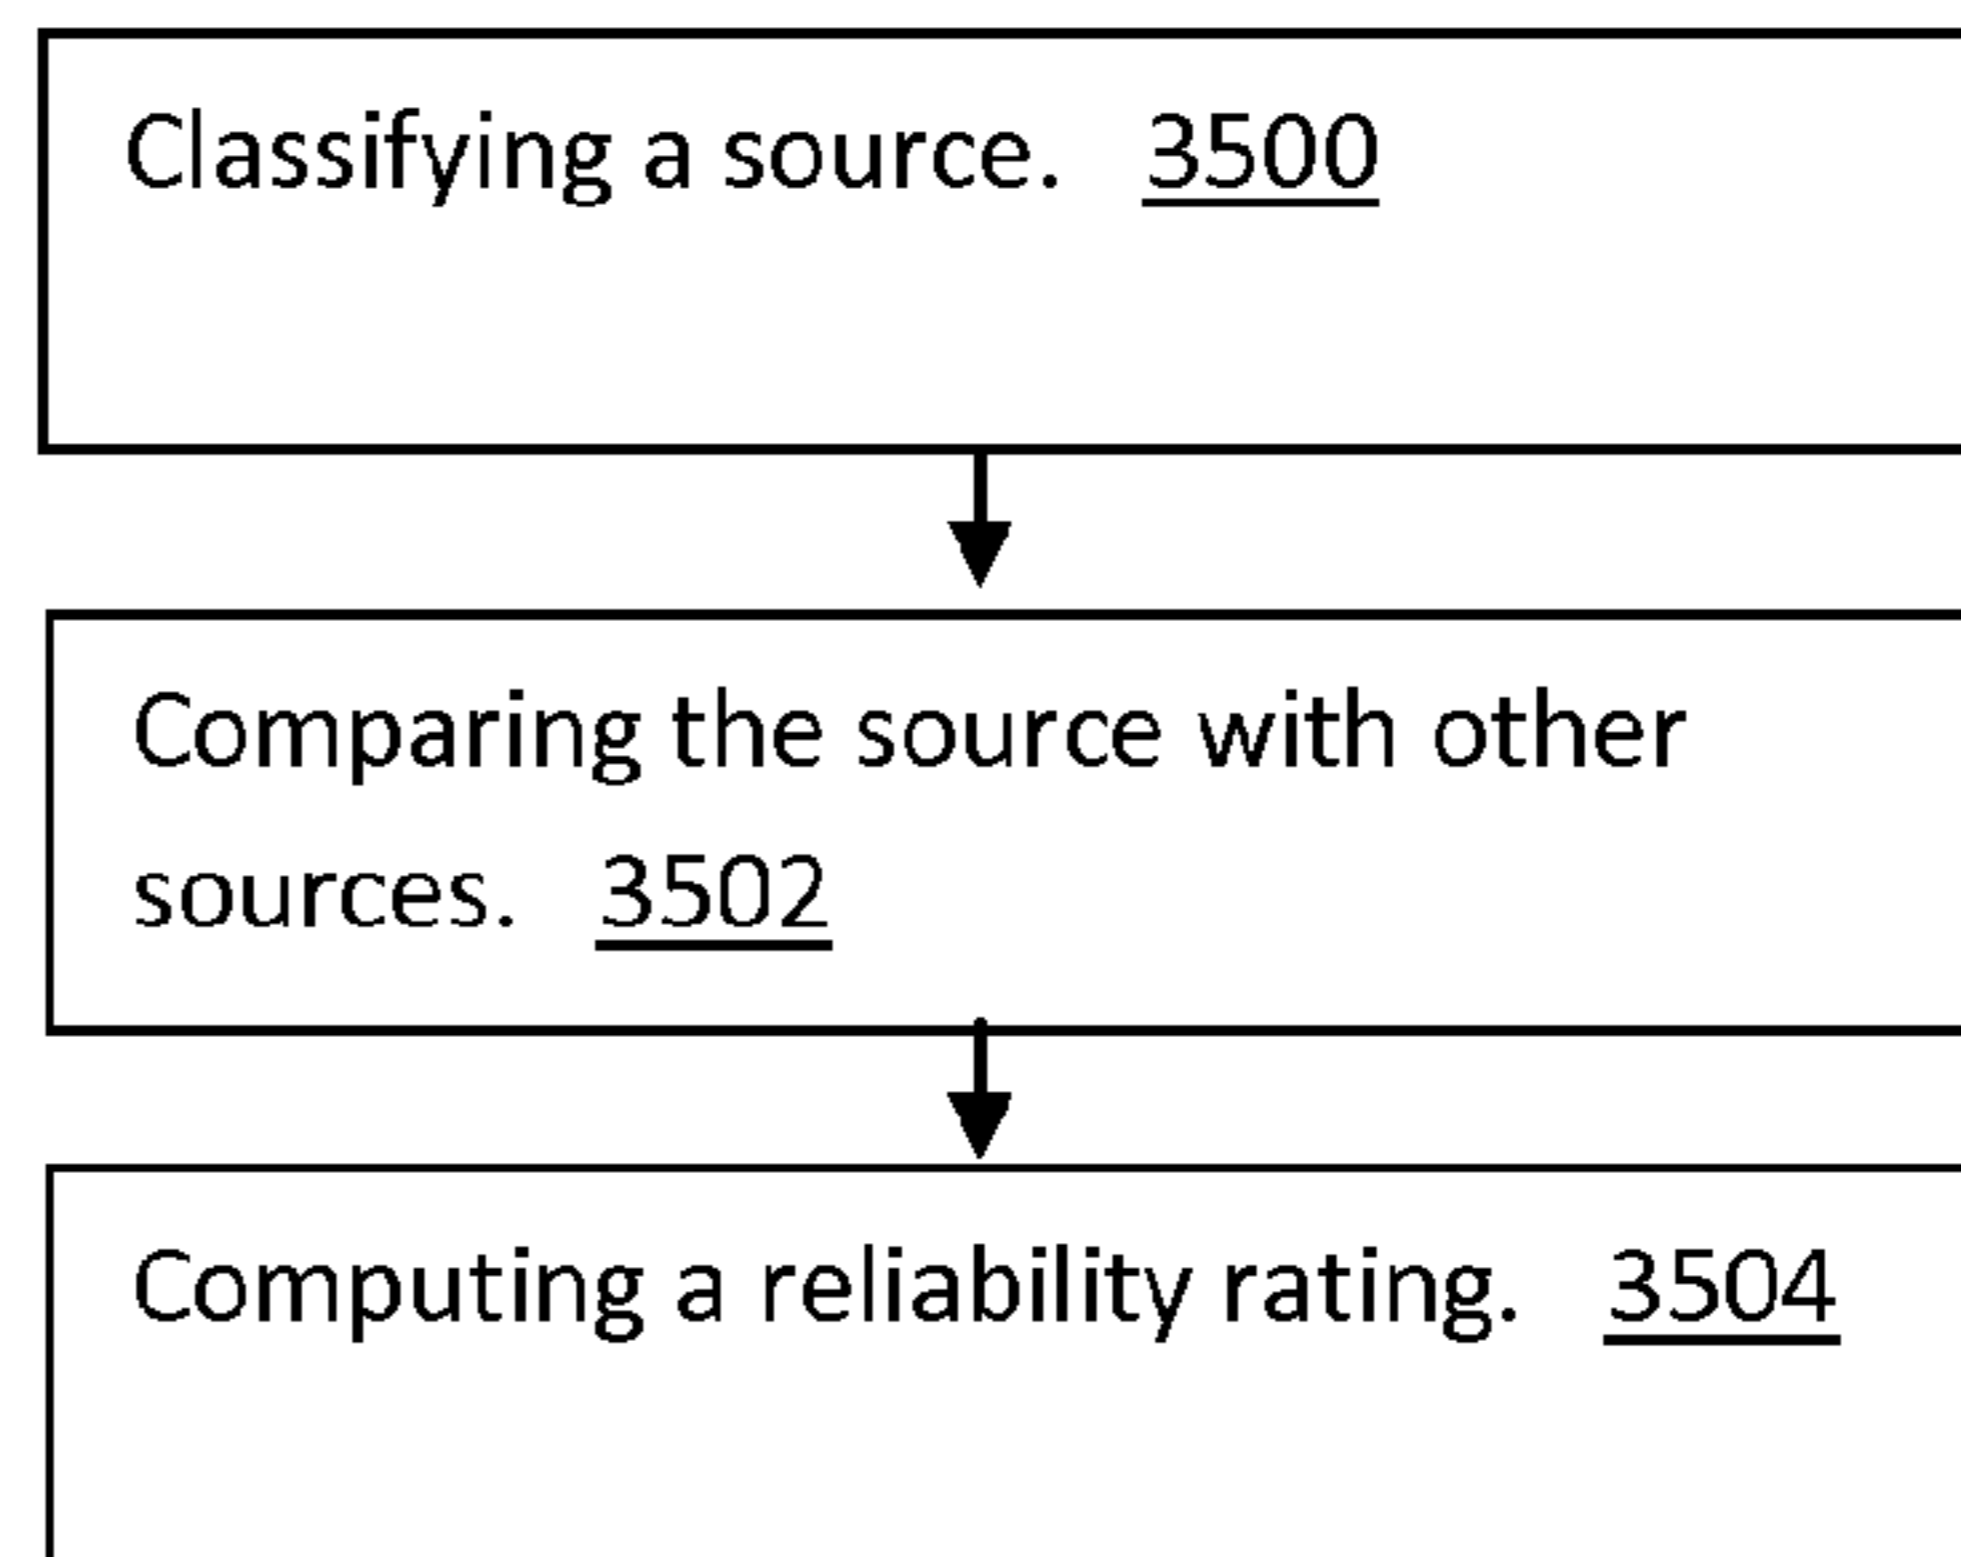 Classifying a source. 3500
Comparing the source with other
sources. 3502
Computing a reliability rating. 3504